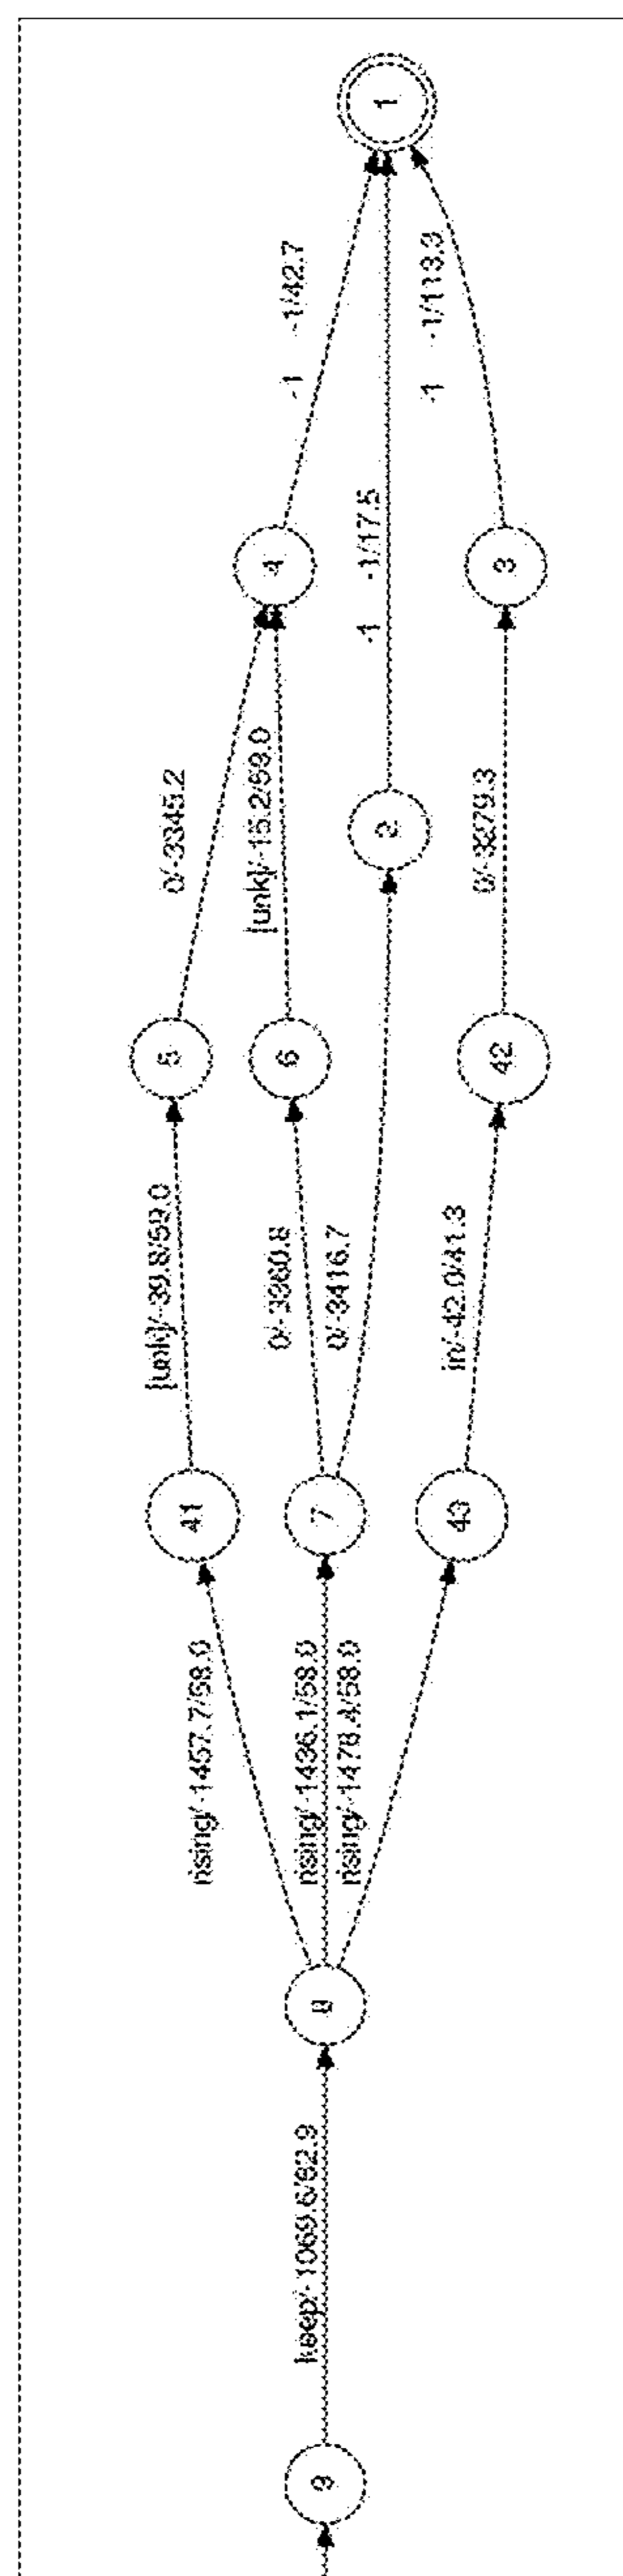 1
-1 -1/42.7
-1 -1/17.5
-1 -1/113.3
4
3
2
0/-3345.2
[unk]/-15.2/59.0
0/-3279.3
5
6
42
[unk]/-39.8/59.0
0/-3360.8
0/-3416.7
in/-42.0/41.3
41
7
43
rising/-1457.7/58.0
rising/-1436.1/58.0
rising/-1478.4/58.0
8
keep/-1069.6/62.9
9